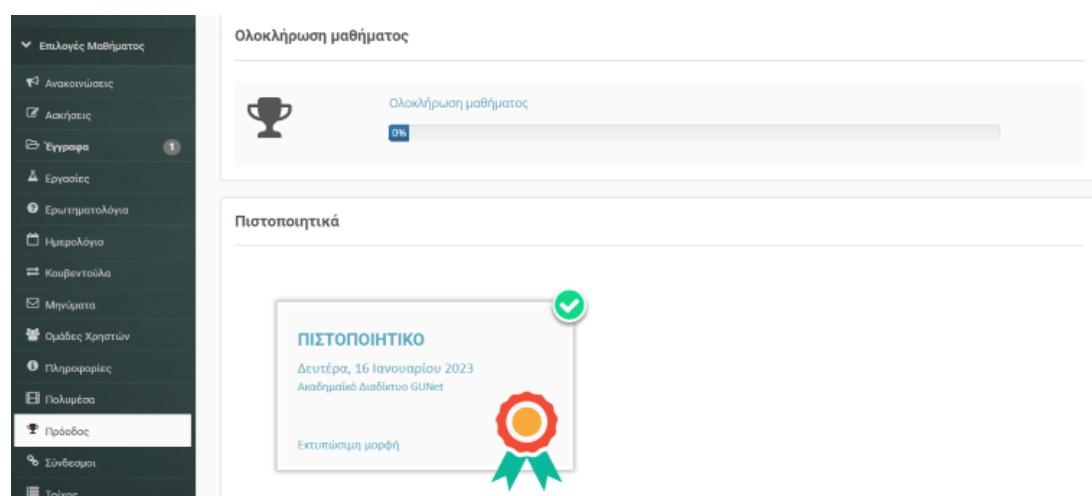 Επιλογές Μαθήματος
Ανακοινώσεις
Ασκήσεις
Έγγραφα 1
Εργασίες
Ερωτηματολόγια
Ημερολόγιο
Κουβεντούλα
Μηνύματα
Ομάδες Χρηστών
Πληροφορίες
Πολυμέσα
Πρόοδος
Σύνδεσμοι
Τοίχος
Ολοκλήρωση μαθήματος
Ολοκλήρωση μαθήματος
0%
Πιστοποιητικά
ΠΙΣΤΟΠΟΙΗΤΙΚΟ
Δευτέρα, 16 Ιανουαρίου 2023
Ακαδημαϊκό Διαδίκτυο GUNet
Εκτυπώσιμη μορφή